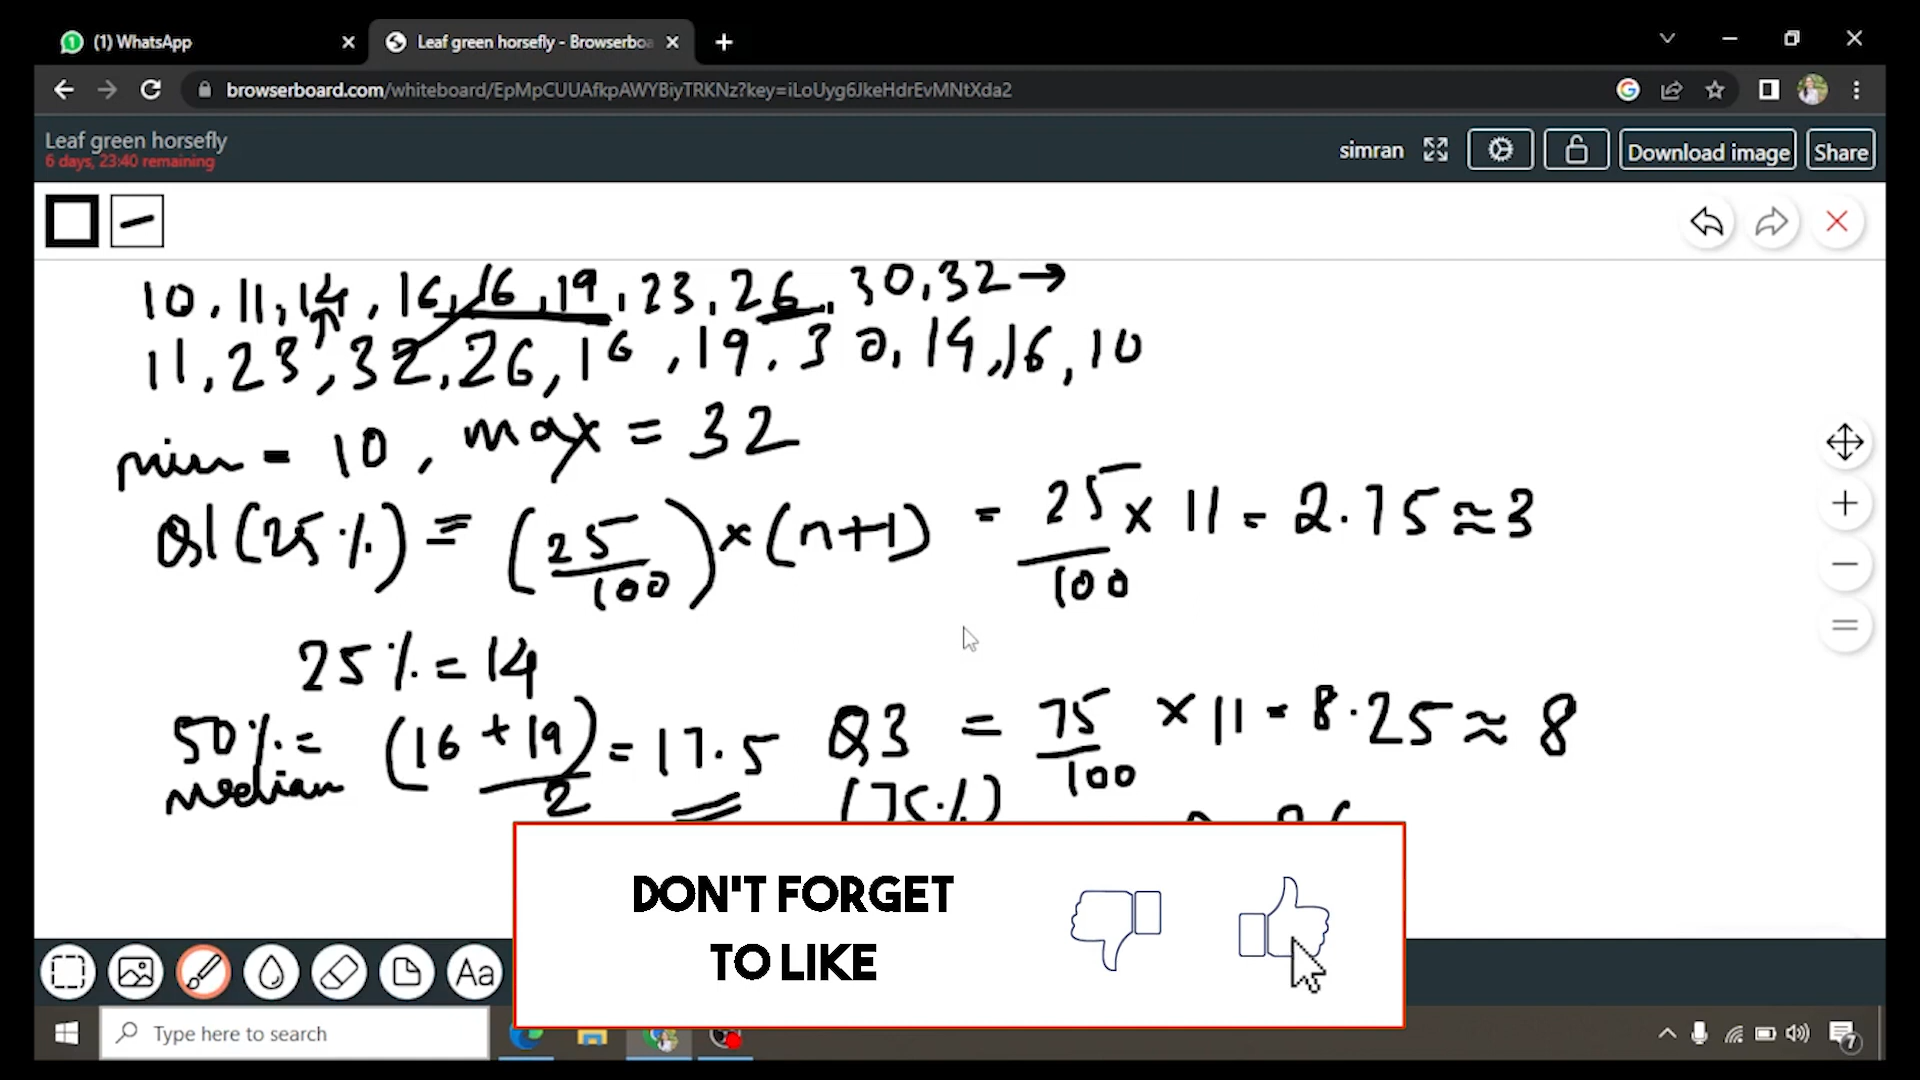 (1) WhatsApp
Leaf green horsefly - Browserboa
browserboard.com/whiteboard/EpMpCUUAfkpAWYBiyTRKNz?key=iLoUyg6JkeHdrEvMNtXda2
Leaf green horsefly
6 days, 23:40 remaining
simran
Download image
Share
10, 11, 14, 16, 16, 19, 23, 26, 30, 32 →
11, 23, 32, 26, 16, 19, 30, 14, 16, 10
min = 10, max = 32
Q1 (25%) = (25/100) × (n+1) = 25/100 × 11 = 2.75 ≈ 3
25% = 14
50% = (16 + 19)/2 = 17.5
median
Q3 = 75/100 × 11 = 8.25 ≈ 8
(75%)
DON'T FORGET
TO LIKE
Aa
Type here to search
7